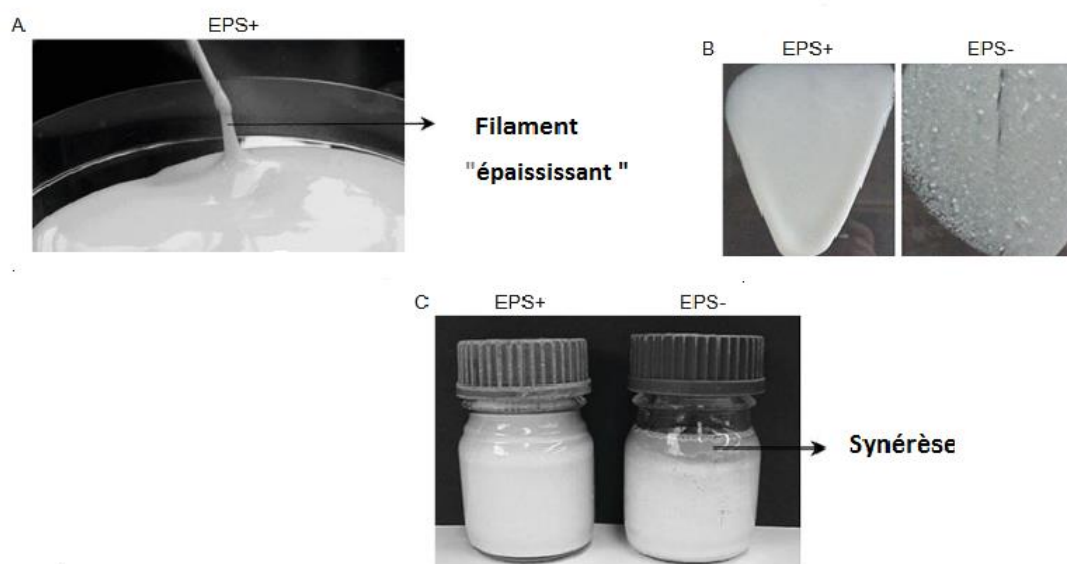 A
EPS+
Filament
"épaississant "
B
EPS+
EPS-
C
EPS+
EPS-
Synérèse